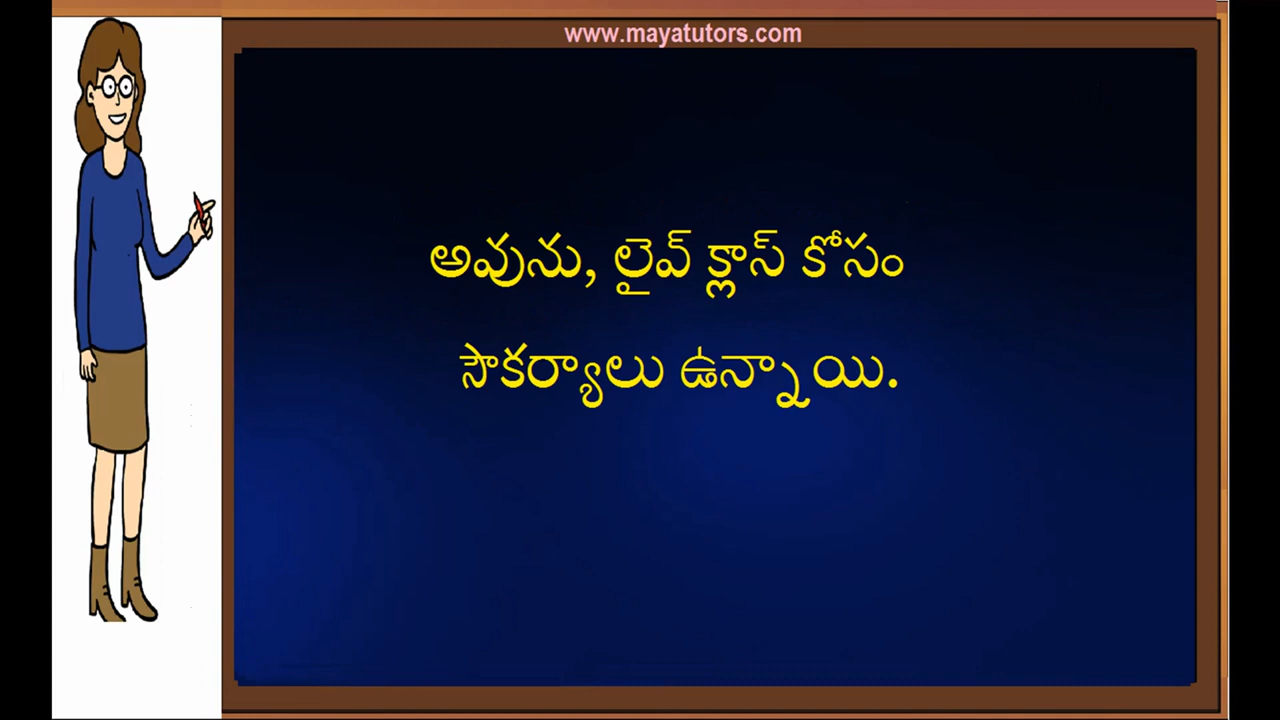 www.mayatutors.com
అవును, లైవ్ క్లాస్ కోసం
సౌకర్యాలు ఉన్నాయి.